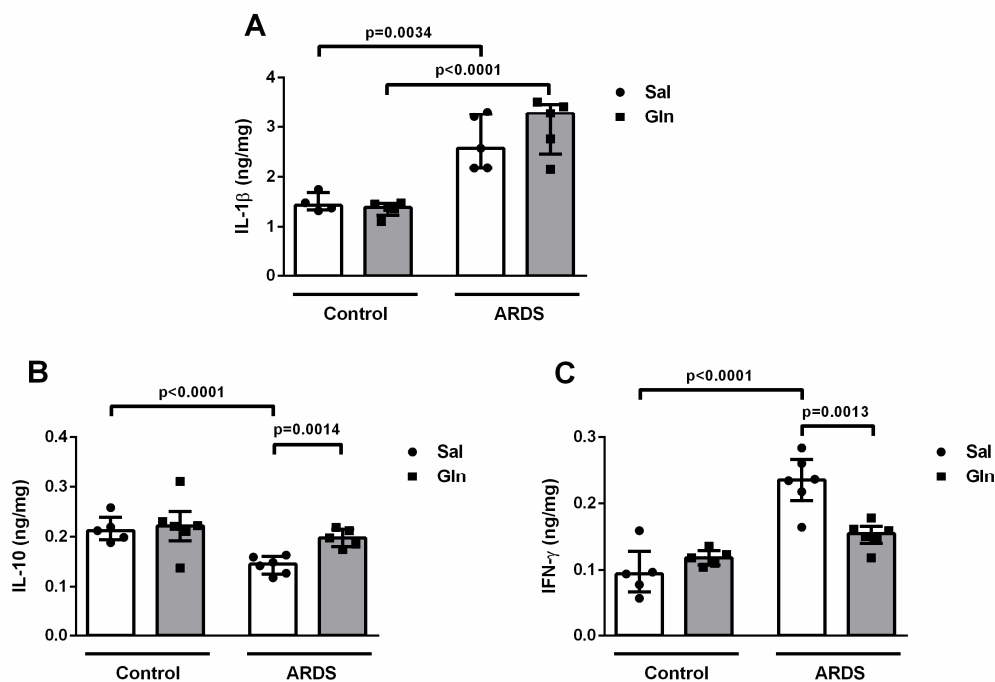 A
p=0.0034
p<0.0001
Sal
Gln
IL-1β (ng/mg)
4
3
2
1
0
Control
ARDS
B
p<0.0001
p=0.0014
Sal
Gln
IL-10 (ng/mg)
0.4
0.3
0.2
0.1
0.0
Control
ARDS
C
p<0.0001
p=0.0013
Sal
Gln
IFN-γ (ng/mg)
0.3
0.2
0.1
0.0
Control
ARDS